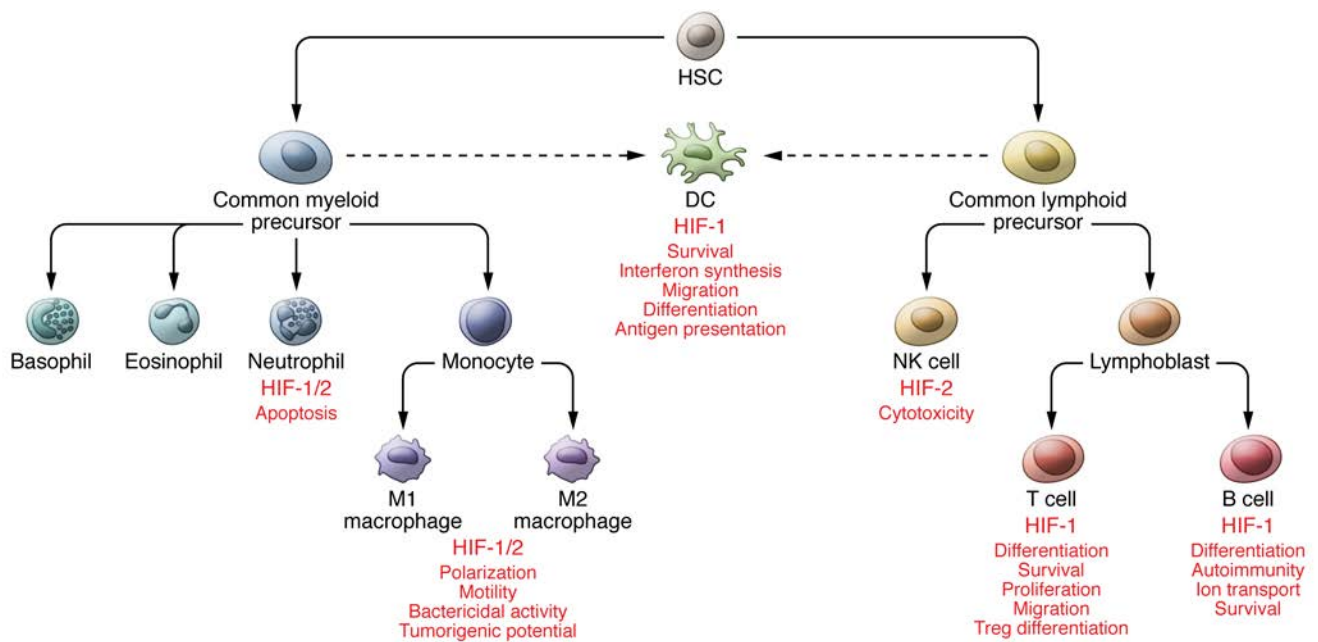 HSC
Common myeloid
precursor
DC
HIF-1
Survival
Interferon synthesis
Migration
Differentiation
Antigen presentation
Common lymphoid
precursor
Basophil
Eosinophil
Neutrophil
HIF-1/2
Apoptosis
Monocyte
NK cell
HIF-2
Cytotoxicity
Lymphoblast
M1
macrophage
M2
macrophage
HIF-1/2
Polarization
Motility
Bactericidal activity
Tumorigenic potential
T cell
HIF-1
Differentiation
Survival
Proliferation
Migration
Treg differentiation
B cell
HIF-1
Differentiation
Autoimmunity
Ion transport
Survival